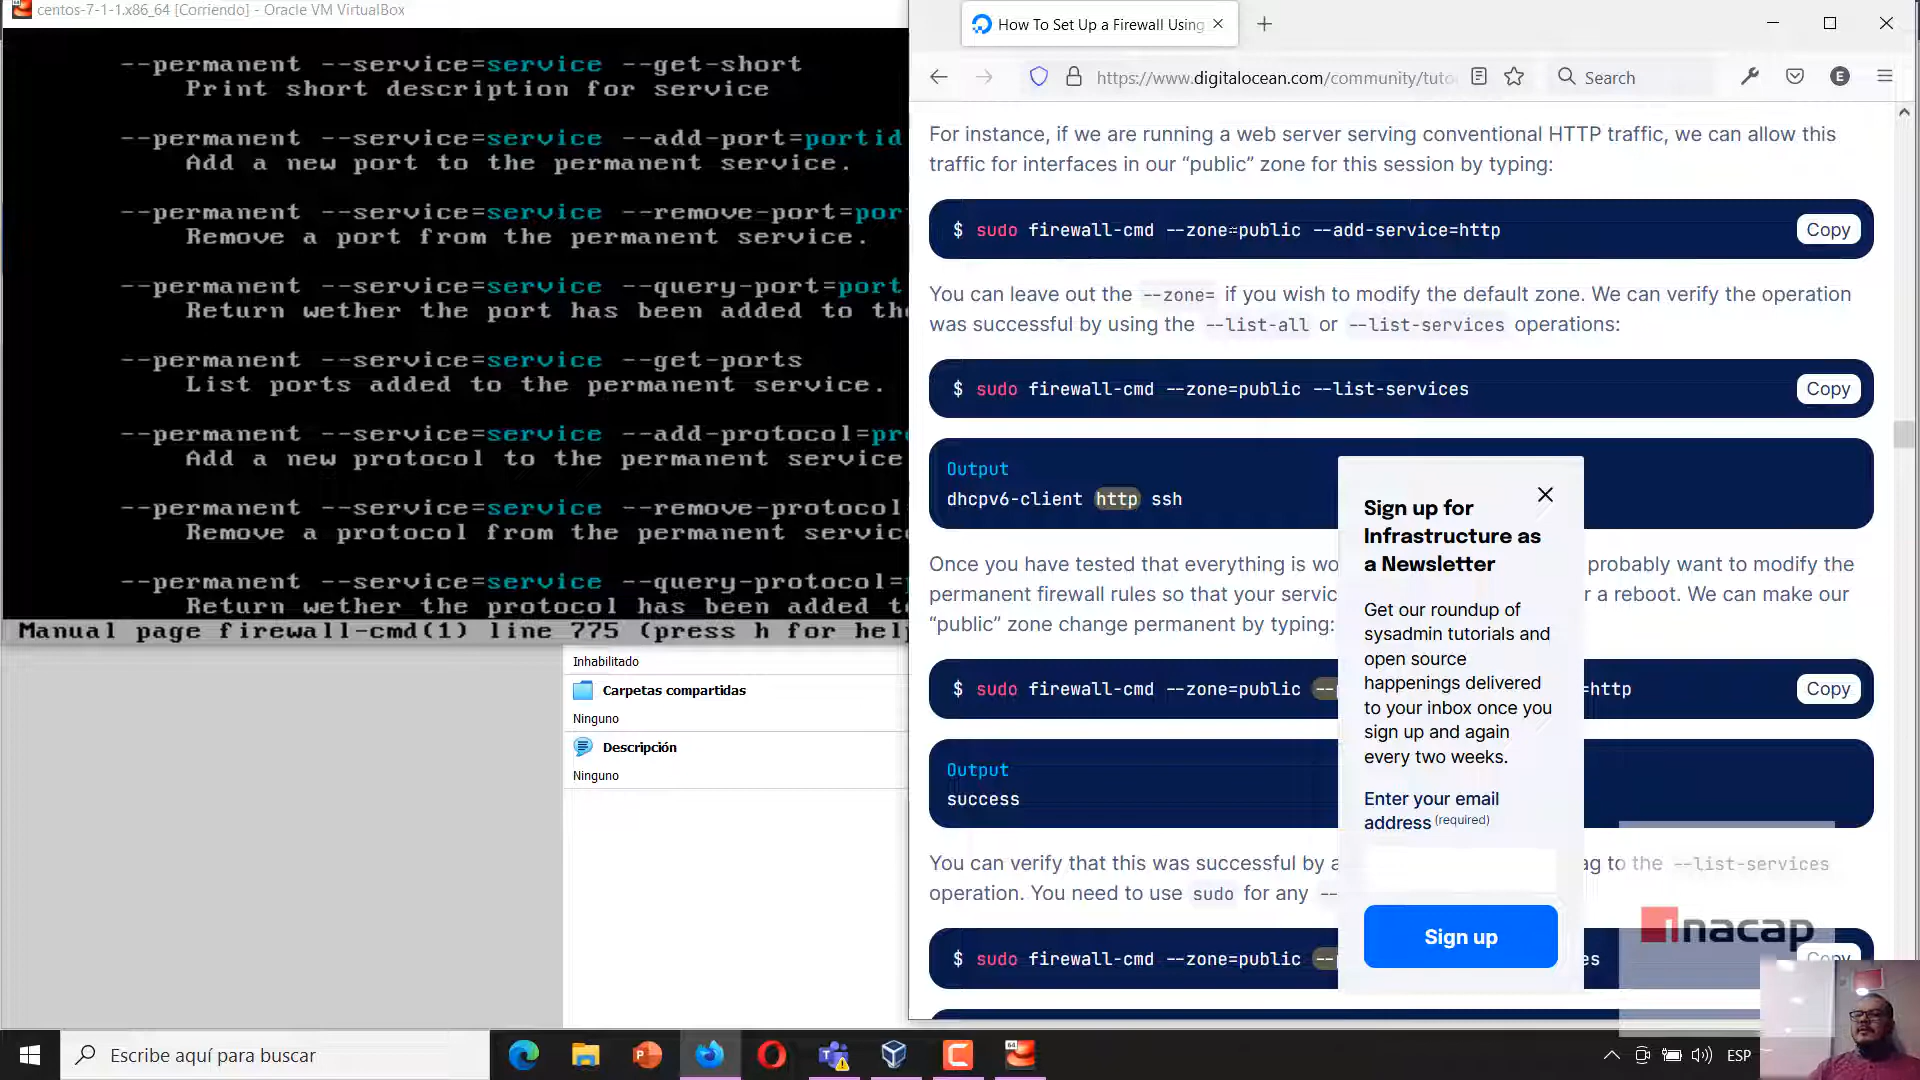 centos-7-1-1.x86_64 [Corriendo] - Oracle VM VirtualBox
--permanent --service=service --get-short
Print short description for service
--permanent --service=service --add-port=portid
Add a new port to the permanent service.
--permanent --service=service --remove-port=por
Remove a port from the permanent service.
--permanent --service=service --query-port=port
Return wether the port has been added to the
--permanent --service=service --get-ports
List ports added to the permanent service.
--permanent --service=service --add-protocol=pro
Add a new protocol to the permanent service
--permanent --service=service --remove-protocol
Remove a protocol from the permanent servic
--permanent --service=service --query-protocol=
Return wether the protocol has been added to
Manual page firewall-cmd(1) line 775 (press h for hel
Inhabilitado
Carpetas compartidas
Ninguno
Descripción
Ninguno
How To Set Up a Firewall Using
https://www.digitalocean.com/community/tuto
Search
E
For instance, if we are running a web server serving conventional HTTP traffic, we can allow this
traffic for interfaces in our “public” zone for this session by typing:
$ sudo firewall-cmd --zone=public --add-service=http
Copy
You can leave out the --zone= if you wish to modify the default zone. We can verify the operation
was successful by using the --list-all or --list-services operations:
$ sudo firewall-cmd --zone=public --list-services
Copy
Output
dhcpv6-client http ssh
Once you have tested that everything is wo probably want to modify the
permanent firewall rules so that your servic r a reboot. We can make our
“public” zone change permanent by typing:
$ sudo firewall-cmd --zone=public --p =http
Copy
Output
success
You can verify that this was successful by a ag to the --list-services
operation. You need to use sudo for any --
$ sudo firewall-cmd --zone=public -- es
Copy
Sign up for
Infrastructure as
a Newsletter
Get our roundup of
sysadmin tutorials and
open source
happenings delivered
to your inbox once you
sign up and again
every two weeks.
Enter your email
address (required)
Sign up
Inacap
Escribe aquí para buscar
64
ESP